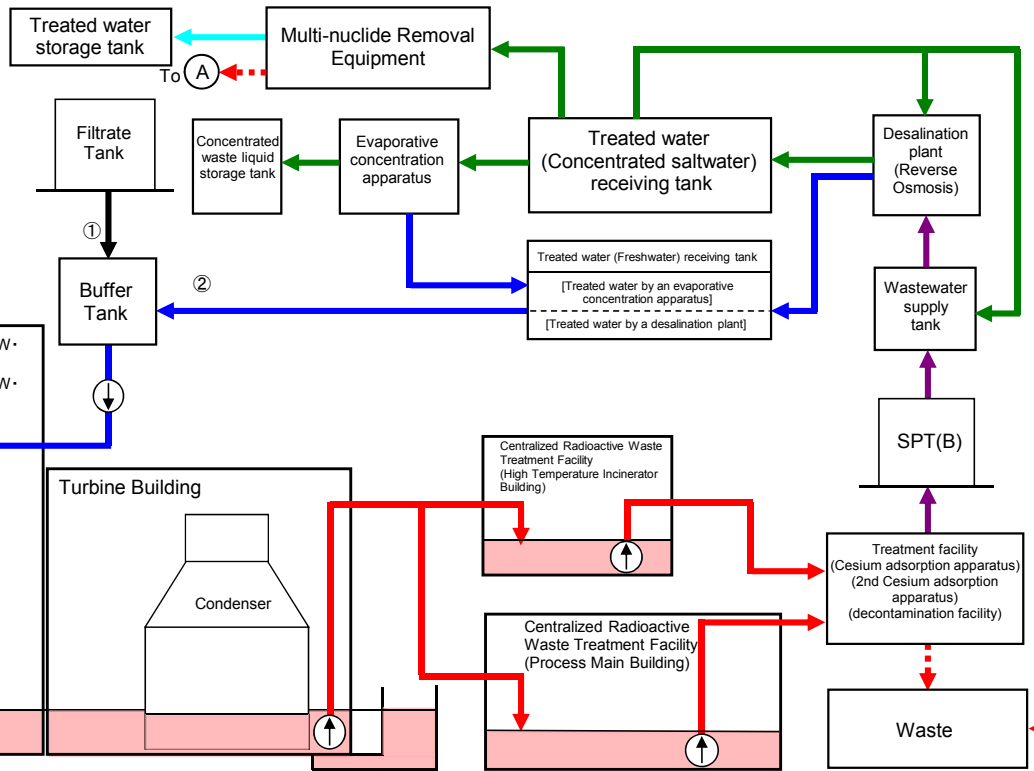 Treated water
storage tank
Multi-nuclide Removal
Equipment
To
A
Filtrate
Tank
Concentrated
waste liquid
storage tank
Evaporative
concentration
apparatus
Treated water
(Concentrated saltwater)
receiving tank
Desalination
plant
(Reverse
Osmosis)
①
②
Buffer
Tank
Treated water (Freshwater) receiving tank
[Treated water by an evaporative
concentration apparatus]
[Treated water by a desalination plant]
Wastewater
supply
tank
w・
w・
SPT(B)
Turbine Building
Condenser
Centralized Radioactive Waste
Treatment Facility
(High Temperature Incinerator
Building)
Treatment facility
(Cesium adsorption apparatus)
(2nd Cesium adsorption
apparatus)
(decontamination facility)
Centralized Radioactive
Waste Treatment Facility
(Process Main Building)
Waste